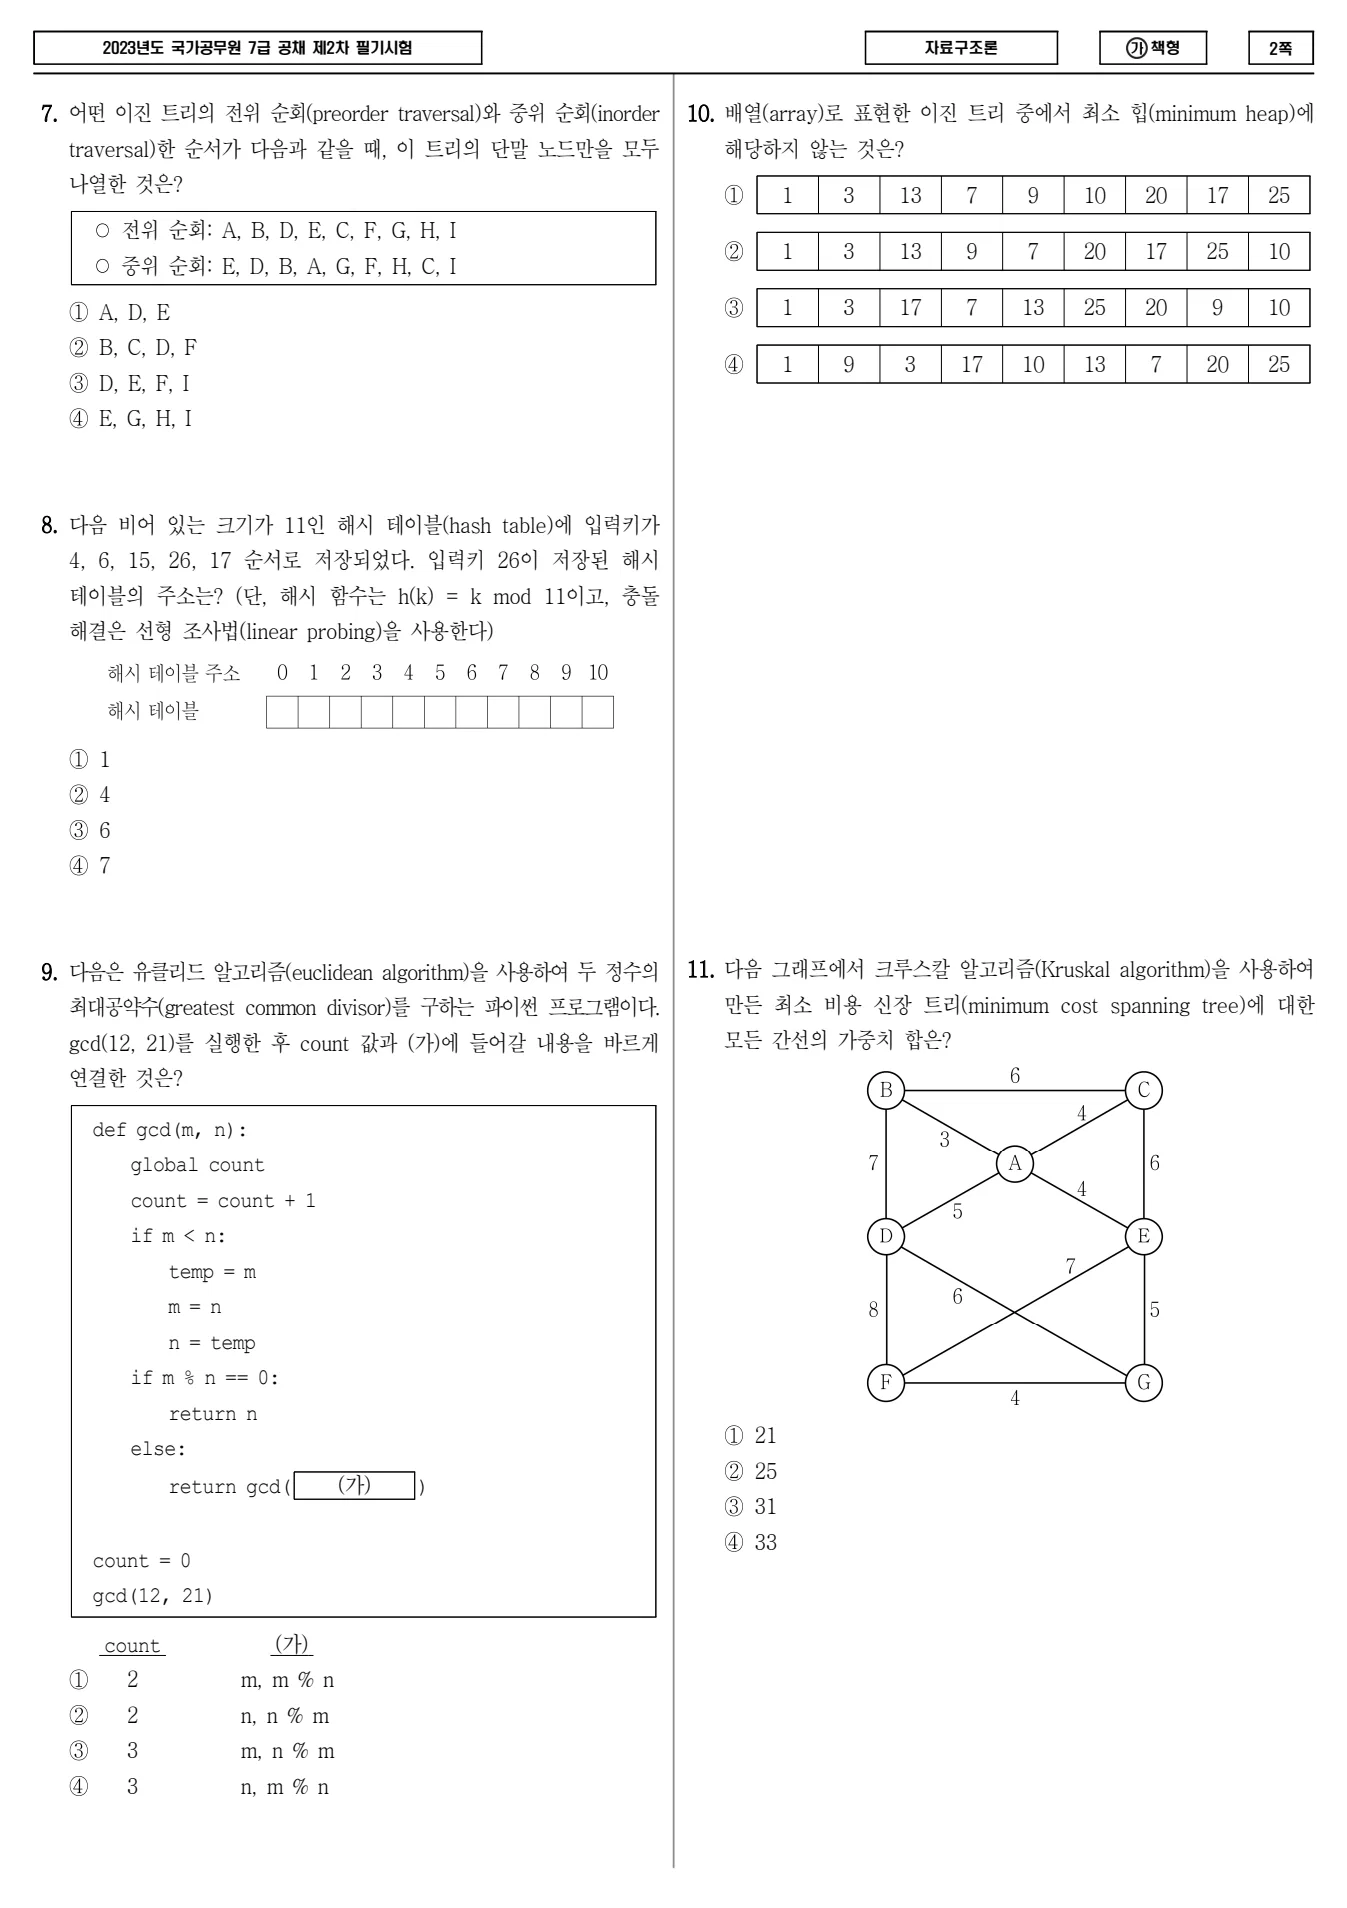 2023년도 국가공무원 7급 공채 제2차 필기시험
자료구조론
㉮ 책형
2쪽
7. 어떤 이진 트리의 전위 순회(preorder traversal)와 중위 순회(inorder
traversal)한 순서가 다음과 같을 때, 이 트리의 단말 노드만을 모두
나열한 것은?
○ 전위 순회: A, B, D, E, C, F, G, H, I
○ 중위 순회: E, D, B, A, G, F, H, C, I
① A, D, E
② B, C, D, F
③ D, E, F, I
④ E, G, H, I
8. 다음 비어 있는 크기가 11인 해시 테이블(hash table)에 입력키가
4, 6, 15, 26, 17 순서로 저장되었다. 입력키 26이 저장된 해시
테이블의 주소는? (단, 해시 함수는 h(k) = k mod 11이고, 충돌
해결은 선형 조사법(linear probing)을 사용한다)
해시 테이블 주소 0 1 2 3 4 5 6 7 8 9 10
해시 테이블
① 1
② 4
③ 6
④ 7
9. 다음은 유클리드 알고리즘(euclidean algorithm)을 사용하여 두 정수의
최대공약수(greatest common divisor)를 구하는 파이썬 프로그램이다.
gcd(12, 21)를 실행한 후 count 값과 (가)에 들어갈 내용을 바르게
연결한 것은?
def gcd(m, n):
global count
count = count + 1
if m < n:
temp = m
m = n
n = temp
if m % n == 0:
return n
else:
return gcd( (가) )
count = 0
gcd(12, 21)
count (가)
① 2 m, m % n
② 2 n, n % m
③ 3 m, n % m
④ 3 n, m % n
10. 배열(array)로 표현한 이진 트리 중에서 최소 힙(minimum heap)에
해당하지 않는 것은?
① 1 3 13 7 9 10 20 17 25
② 1 3 13 9 7 20 17 25 10
③ 1 3 17 7 13 25 20 9 10
④ 1 9 3 17 10 13 7 20 25
11. 다음 그래프에서 크루스칼 알고리즘(Kruskal algorithm)을 사용하여
만든 최소 비용 신장 트리(minimum cost spanning tree)에 대한
모든 간선의 가중치 합은?
6
B C
4
3
7 A 6
4
5
D E
7
6
8 5
F G
4
① 21
② 25
③ 31
④ 33